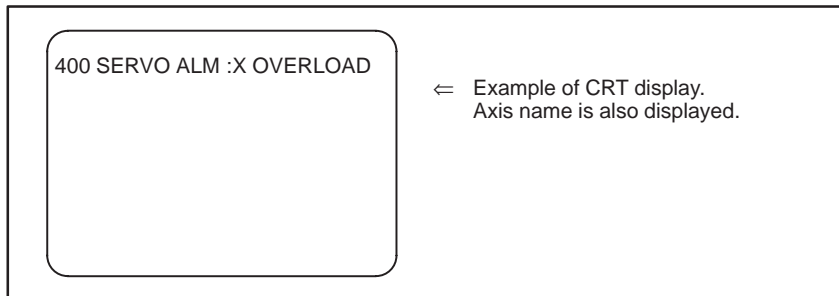 400 SERVO ALM :X OVERLOAD
⇐ Example of CRT display.
Axis name is also displayed.